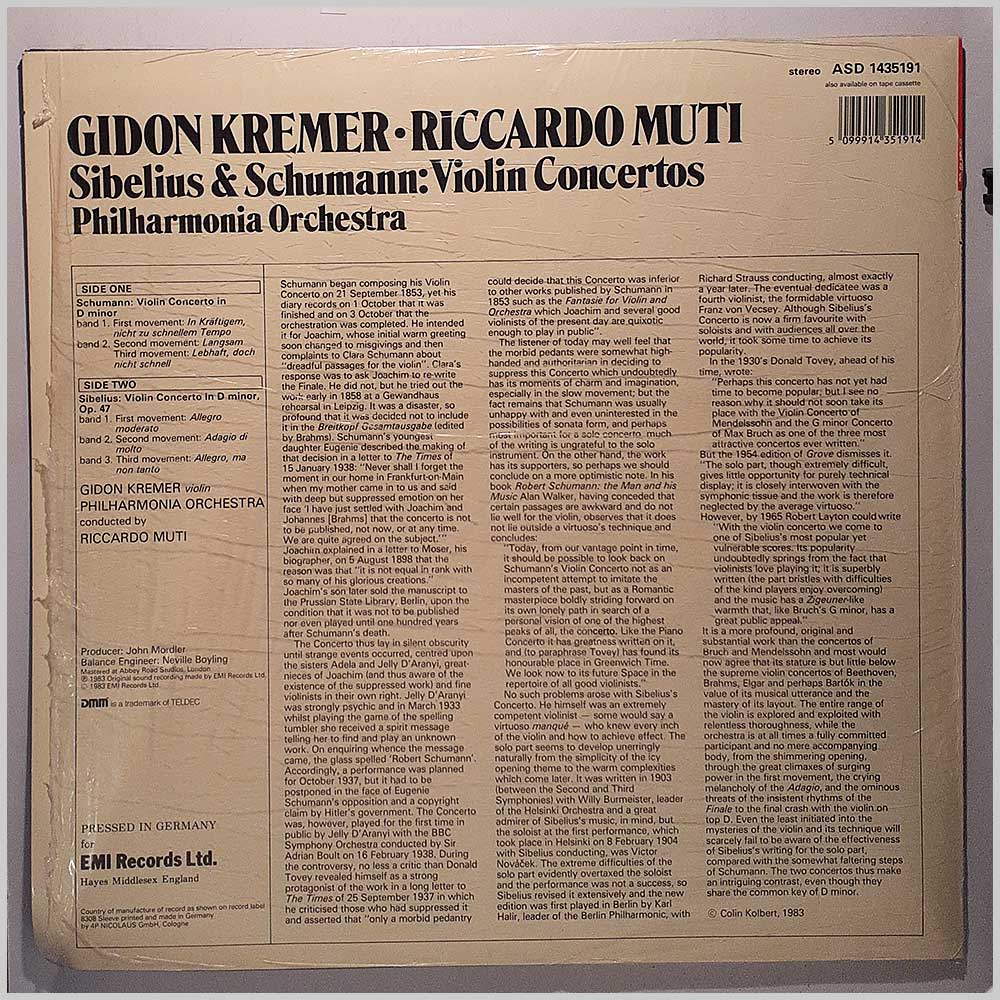 stereo ASD 1435191
also available on tape cassette
5 099914 351914
GIDON KREMER · RICCARDO MUTI
Sibelius & Schumann: Violin Concertos
Philharmonia Orchestra
SIDE ONE
Schumann: Violin Concerto in
D minor
band 1. First movement: In Kräftigem,
nicht zu schnellem Tempo
band 2. Second movement: Langsam
Third movement: Lebhaft, doch
nicht schnell
SIDE TWO
Sibelius: Violin Concerto In D minor,
Op. 47
band 1. First movement: Allegro
moderato
band 2. Second movement: Adagio di
molto
band 3. Third movement: Allegro, ma
non tanto
GIDON KREMER violin
PHILHARMONIA ORCHESTRA
conducted by
RICCARDO MUTI
Producer: John Mordler
Balance Engineer: Neville Boyling
Mastered at Abbey Road Studios, London
℗ 1983 Original sound recording made by EMI Records Ltd.
© 1983 EMI Records Ltd.
DMM is a trademark of TELDEC
PRESSED IN GERMANY
for
EMI Records Ltd.
Hayes Middlesex England
Country of manufacture of record as shown on record label
8308 Sleeve printed and made in Germany
by 4P NICOLAUS GmbH, Cologne
Schumann began composing his Violin
Concerto on 21 September 1853, yet his
diary records on 1 October that it was
finished and on 3 October that the
orchestration was completed. He intended
it for Joachim, whose initial warm greeting
soon changed to misgivings and then
complaints to Clara Schumann about
"dreadful passages for the violin". Clara's
response was to ask Joachim to re-write
the Finale. He did not, but he tried out the
work early in 1858 at a Gewandhaus
rehearsal in Leipzig. It was a disaster, so
profound that it was decided not to include
it in the Breitkopf Gesamtausgabe (edited
by Brahms). Schumann's youngest
daughter Eugenie described the making of
that decision in a letter to The Times of
15 January 1938: "Never shall I forget the
moment in our home in Frankfurt-on-Main
when my mother came in to us and said
with deep but suppressed emotion on her
face 'I have just settled with Joachim and
Johannes [Brahms] that the concerto is not
to be published, not now, or at any time.
We are quite agreed on the subject.'"
Joachim explained in a letter to Moser, his
biographer, on 5 August 1898 that the
reason was that "it is not equal in rank with
so many of his glorious creations."
Joachim's son later sold the manuscript to
the Prussian State Library, Berlin, upon the
condition that it was not to be published
nor even played until one hundred years
after Schumann's death.
The Concerto thus lay in silent obscurity
until strange events occurred, centred upon
the sisters Adela and Jelly D'Aranyi, great-
nieces of Joachim (and thus aware of the
existence of the suppressed work) and fine
violinists in their own right. Jelly D'Aranyi
was strongly psychic and in March 1933
whilst playing the game of the spelling
tumbler she received a spirit message
telling her to find and play an unknown
work. On enquiring whence the message
came, the glass spelled 'Robert Schumann'.
Accordingly, a performance was planned
for October 1937, but it had to be
postponed in the face of Eugenie
Schumann's opposition and a copyright
claim by Hitler's government. The Concerto
was, however, played for the first time in
public by Jelly D'Aranyi with the BBC
Symphony Orchestra conducted by Sir
Adrian Boult on 16 February 1938. During
the controversy, no less a critic than Donald
Tovey revealed himself as a strong
protagonist of the work in a long letter to
The Times of 25 September 1937 in which
he criticised those who had suppressed it
and asserted that "only a morbid pedantry
could decide that this Concerto was inferior
to other works published by Schumann in
1853 such as the Fantasie for Violin and
Orchestra which Joachim and several good
violinists of the present day are quixotic
enough to play in public".
The listener of today may well feel that
the morbid pedants were somewhat high-
handed and authoritarian in deciding to
suppress this Concerto which undoubtedly
has its moments of charm and imagination,
especially in the slow movement; but the
fact remains that Schumann was usually
unhappy with and even uninterested in the
possibilities of sonata form, and perhaps
most important for a solo concerto, much
of the writing is ungrateful to the solo
instrument. On the other hand, the work
has its supporters, so perhaps we should
conclude on a more optimistic note. In his
book Robert Schumann: the Man and his
Music Alan Walker, having conceded that
certain passages are awkward and do not
lie well for the violin, observes that it does
not lie outside a virtuoso's technique and
concludes:
"Today, from our vantage point in time,
it should be possible to look back on
Schumann's Violin Concerto not as an
incompetent attempt to imitate the
masters of the past, but as a Romantic
masterpiece boldly striding forward on
its own lonely path in search of a
personal vision of one of the highest
peaks of all, the concerto. Like the Piano
Concerto it has greatness written on it,
and (to paraphrase Tovey) has found its
honourable place in Greenwich Time.
We look now to its future Space in the
repertoire of all good violinists."
No such problems arose with Sibelius's
Concerto. He himself was an extremely
competent violinist — some would say a
virtuoso manqué — who knew every inch
of the violin and how to achieve effect. The
solo part seems to develop unerringly
naturally from the simplicity of the icy
opening theme to the warm complexities
which come later. It was written in 1903
(between the Second and Third
Symphonies) with Willy Burmeister, leader
of the Helsinki Orchestra and a great
admirer of Sibelius's music, in mind, but
the soloist at the first performance, which
took place in Helsinki on 8 February 1904
with Sibelius conducting, was Victor
Nováček. The extreme difficulties of the
solo part evidently overtaxed the soloist
and the performance was not a success, so
Sibelius revised it extensively and the new
edition was first played in Berlin by Karl
Halir, leader of the Berlin Philharmonic, with
Richard Strauss conducting, almost exactly
a year later. The eventual dedicatee was a
fourth violinist, the formidable virtuoso
Franz von Vecsey. Although Sibelius's
Concerto is now a firm favourite with
soloists and with audiences all over the
world, it took some time to achieve its
popularity.
In the 1930's Donald Tovey, ahead of his
time, wrote:
"Perhaps this concerto has not yet had
time to become popular; but I see no
reason why it should not soon take its
place with the Violin Concerto of
Mendelssohn and the G minor Concerto
of Max Bruch as one of the three most
attractive concertos ever written."
But the 1954 edition of Grove dismisses it.
"The solo part, though extremely difficult,
gives little opportunity for purely technical
display; it is closely interwoven with the
symphonic tissue and the work is therefore
neglected by the average virtuoso."
However, by 1965 Robert Layton could write
"With the violin concerto we come to
one of Sibelius's most popular yet
vulnerable scores. Its popularity
undoubtedly springs from the fact that
violinists love playing it; it is superbly
written (the part bristles with difficulties
of the kind players enjoy overcoming)
and the music has a Zigeuner-like
warmth that, like Bruch's G minor, has a
great public appeal."
It is a more profound, original and
substantial work than the concertos of
Bruch and Mendelssohn and most would
now agree that its stature is but little below
the supreme violin concertos of Beethoven,
Brahms, Elgar and perhaps Bartók in the
value of its musical utterance and the
mastery of its layout. The entire range of
the violin is explored and exploited with
relentless thoroughness, while the
orchestra is at all times a fully committed
participant and no mere accompanying
body, from the shimmering opening,
through the great climaxes of surging
power in the first movement, the crying
melancholy of the Adagio, and the ominous
threats of the insistent rhythms of the
Finale to the final crash with the violin on
top D. Even the least initiated into the
mysteries of the violin and its technique will
scarcely fail to be aware of the effectiveness
of Sibelius's writing for the solo part,
compared with the somewhat faltering steps
of Schumann. The two concertos thus make
an intriguing contrast, even though they
share the common key of D minor.
© Colin Kolbert, 1983